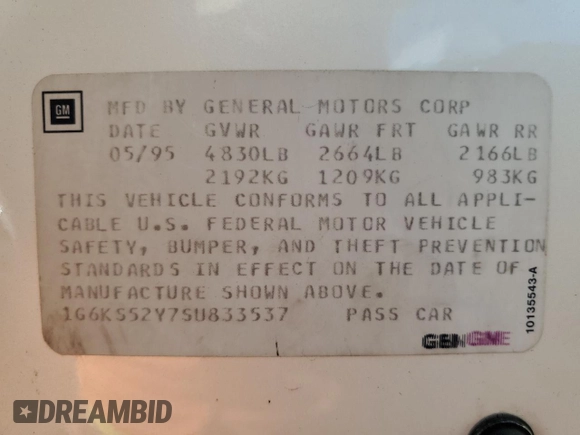 GM
MFD BY GENERAL MOTORS CORP
DATE GVWR GAWR FRT GAWR RR
05/95 4830LB 2664LB 2166LB
2192KG 1209KG 983KG
THIS VEHICLE CONFORMS TO ALL APPLI-
CABLE U.S. FEDERAL MOTOR VEHICLE
SAFETY, BUMPER, AND THEFT PREVENTION
STANDARDS IN EFFECT ON THE DATE OF
MANUFACTURE SHOWN ABOVE.
1G6KS52Y7SU833537 PASS CAR
10135543-A
DREAMBID